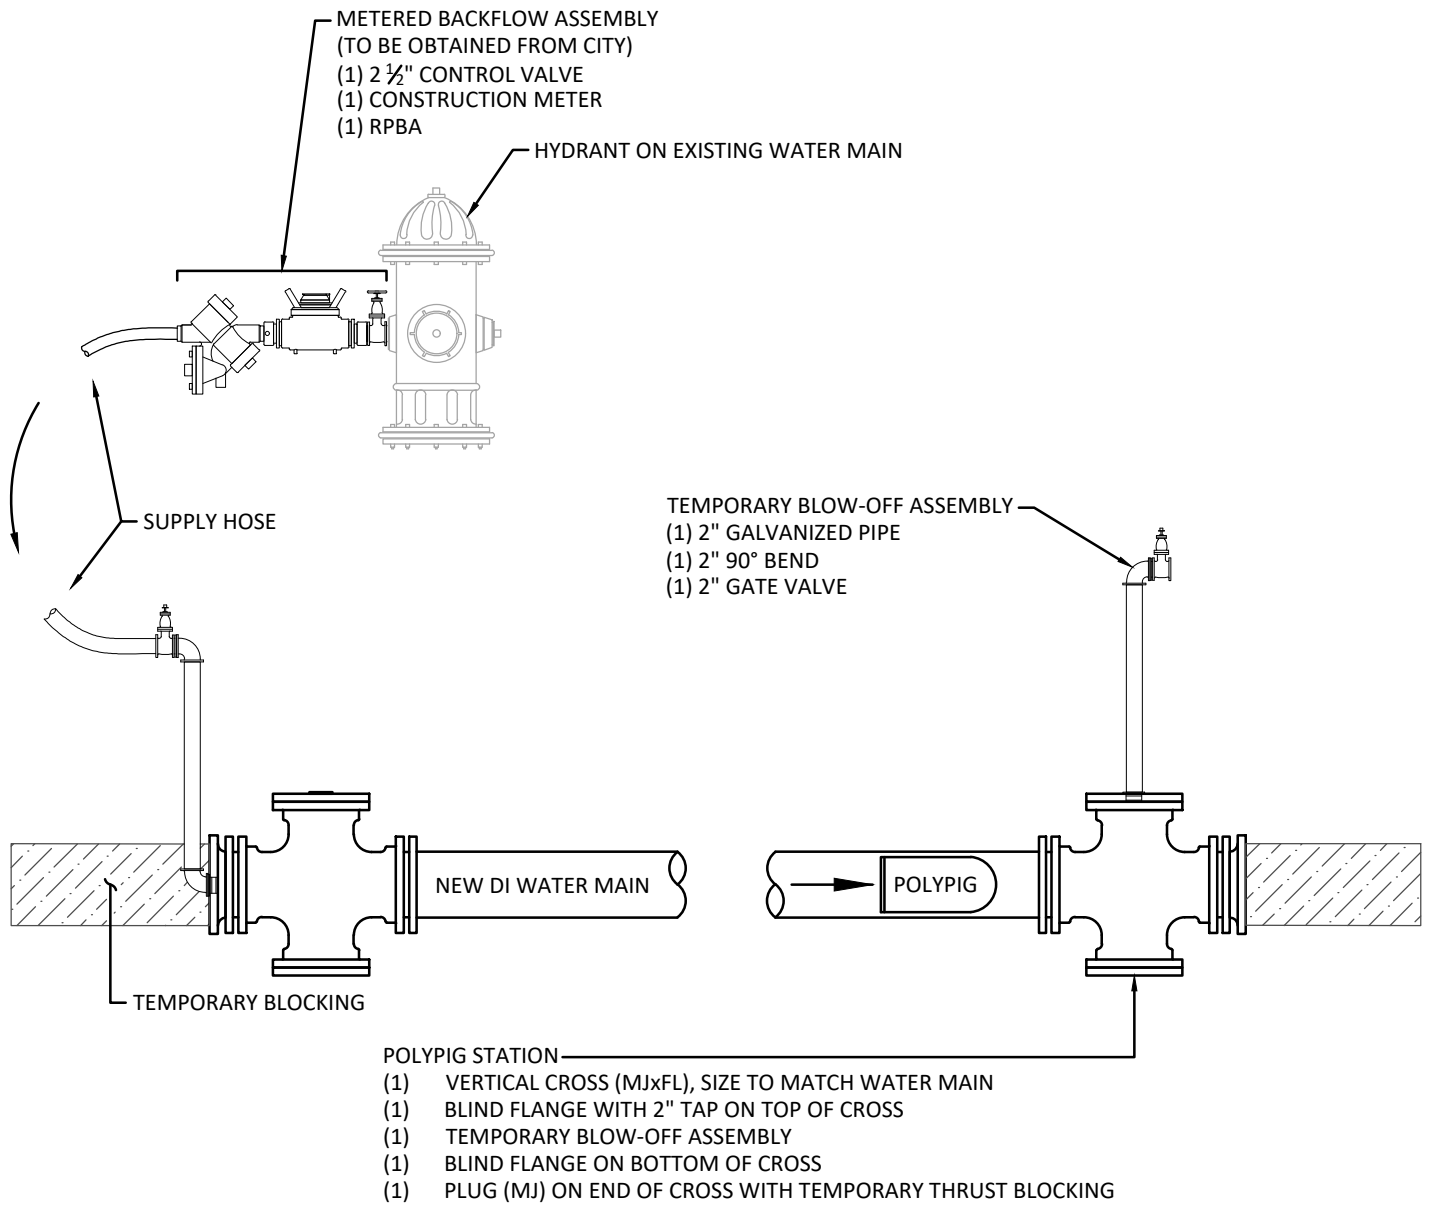 METERED BACKFLOW ASSEMBLY
(TO BE OBTAINED FROM CITY)
(1) 2 ½" CONTROL VALVE
(1) CONSTRUCTION METER
(1) RPBA
HYDRANT ON EXISTING WATER MAIN
SUPPLY HOSE
TEMPORARY BLOW-OFF ASSEMBLY
(1) 2" GALVANIZED PIPE
(1) 2" 90° BEND
(1) 2" GATE VALVE
NEW DI WATER MAIN
POLYPIG
TEMPORARY BLOCKING
POLYPIG STATION
(1) VERTICAL CROSS (MJxFL), SIZE TO MATCH WATER MAIN
(1) BLIND FLANGE WITH 2" TAP ON TOP OF CROSS
(1) TEMPORARY BLOW-OFF ASSEMBLY
(1) BLIND FLANGE ON BOTTOM OF CROSS
(1) PLUG (MJ) ON END OF CROSS WITH TEMPORARY THRUST BLOCKING